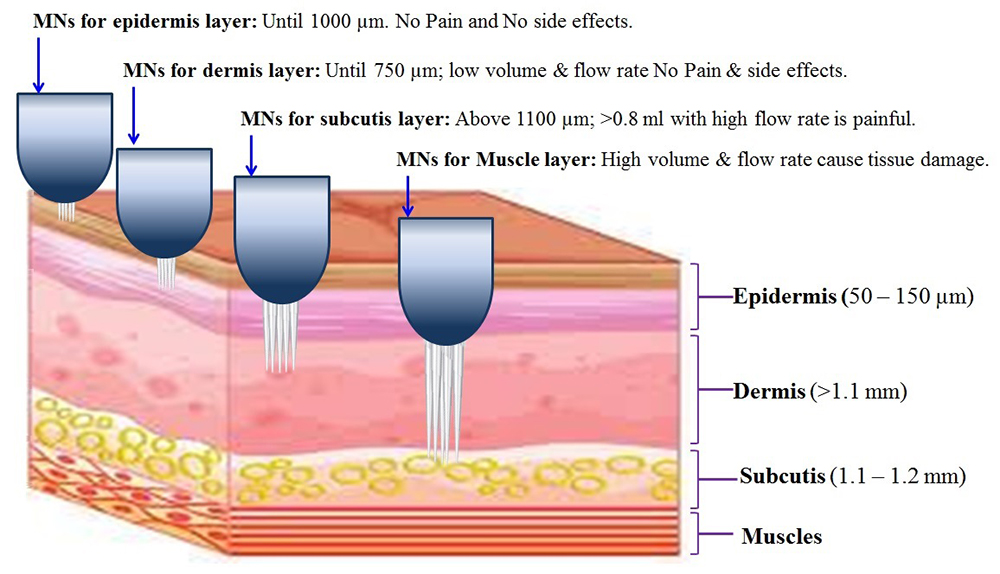 MNs for epidermis layer: Until 1000 µm. No Pain and No side effects.
MNs for dermis layer: Until 750 µm; low volume & flow rate No Pain & side effects.
MNs for subcutis layer: Above 1100 µm; >0.8 ml with high flow rate is painful.
MNs for Muscle layer: High volume & flow rate cause tissue damage.
Epidermis (50 – 150 µm)
Dermis (>1.1 mm)
Subcutis (1.1 – 1.2 mm)
Muscles